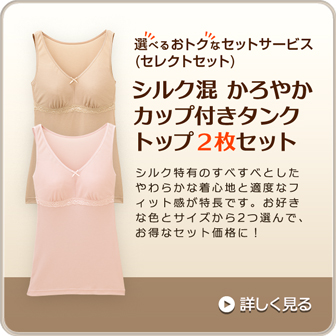 選べるおトクなセットサービス
(セレクトセット)
シルク混 かろやか
カップ付きタンク
トップ2枚セット
シルク特有のすべすべとした
やわらかな着心地と適度なフ
ィット感が特長です。お好き
な色とサイズから2つ選んで、
お得なセット価格に！
詳しく見る